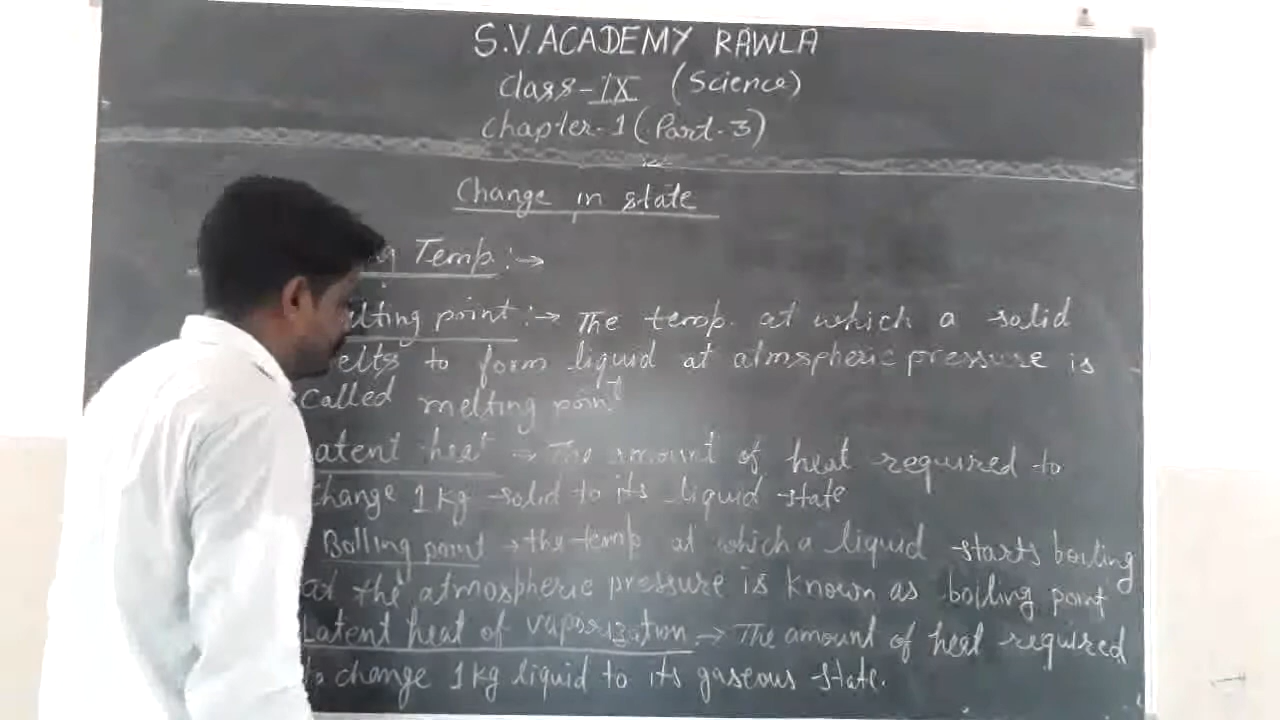 S.V. ACADEMY RAWLA
Class-IX (Science)
Chapter-1 (Part-3)
Change in state
g Temp. :→
lting point :→ The temp. at which a solid
elts to form liquid at atmspheric pressure is
Called melting point
atent heat → The amount of heat required to
change 1 kg solid to its liquid state
Boiling point → the temp at which a liquid starts boiling
at the atmospheric pressure is known as boiling point
Latent heat of vaporization → The amount of heat required
to change 1 kg liquid to its gaseous state.